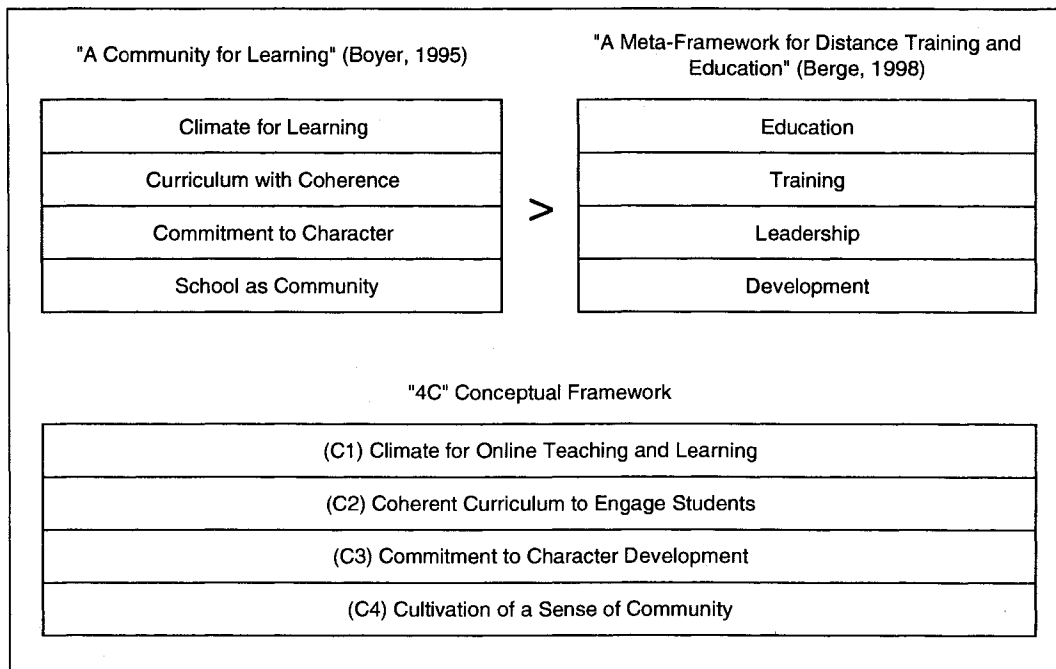 "A Community for Learning" (Boyer, 1995)
Climate for Learning
Curriculum with Coherence
Commitment to Character
School as Community
>
"A Meta-Framework for Distance Training and
Education" (Berge, 1998)
Education
Training
Leadership
Development
"4C" Conceptual Framework
(C1) Climate for Online Teaching and Learning
(C2) Coherent Curriculum to Engage Students
(C3) Commitment to Character Development
(C4) Cultivation of a Sense of Community